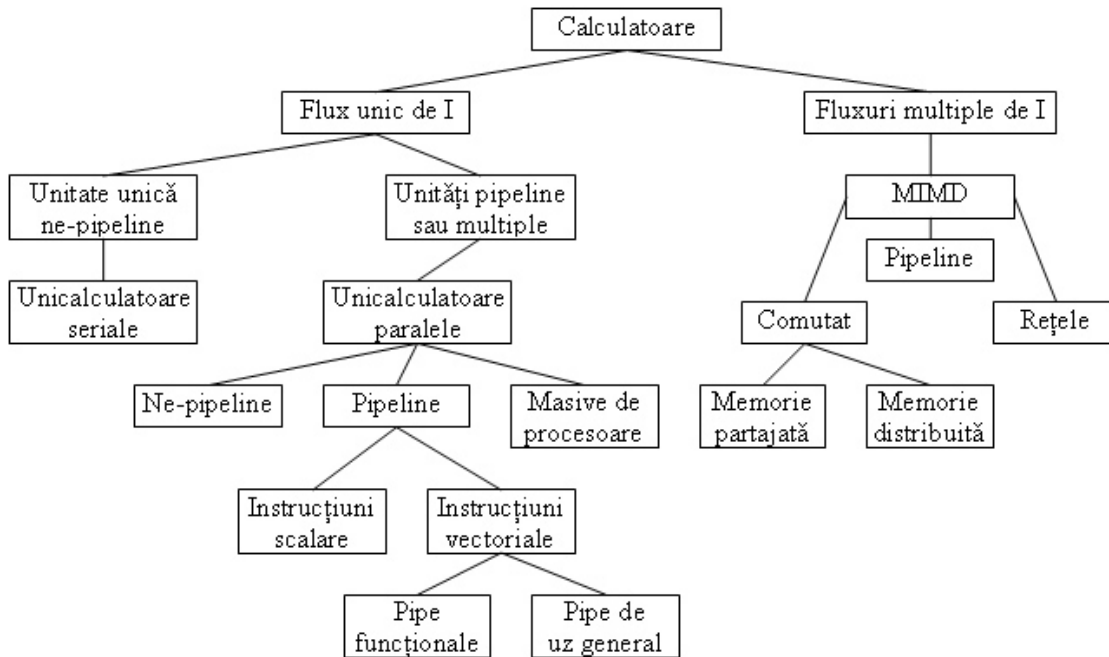 Calculatoare
Flux unic de I
Fluxuri multiple de I
Unitate unică
ne-pipeline
Unități pipeline
sau multiple
MIMD
Pipeline
Unicalculatoare
seriale
Unicalculatoare
paralele
Comutat
Rețele
Ne-pipeline
Pipeline
Masive de
procesoare
Memorie
partajată
Memorie
distribuită
Instrucțiuni
scalare
Instrucțiuni
vectoriale
Pipe
funcționale
Pipe de
uz general